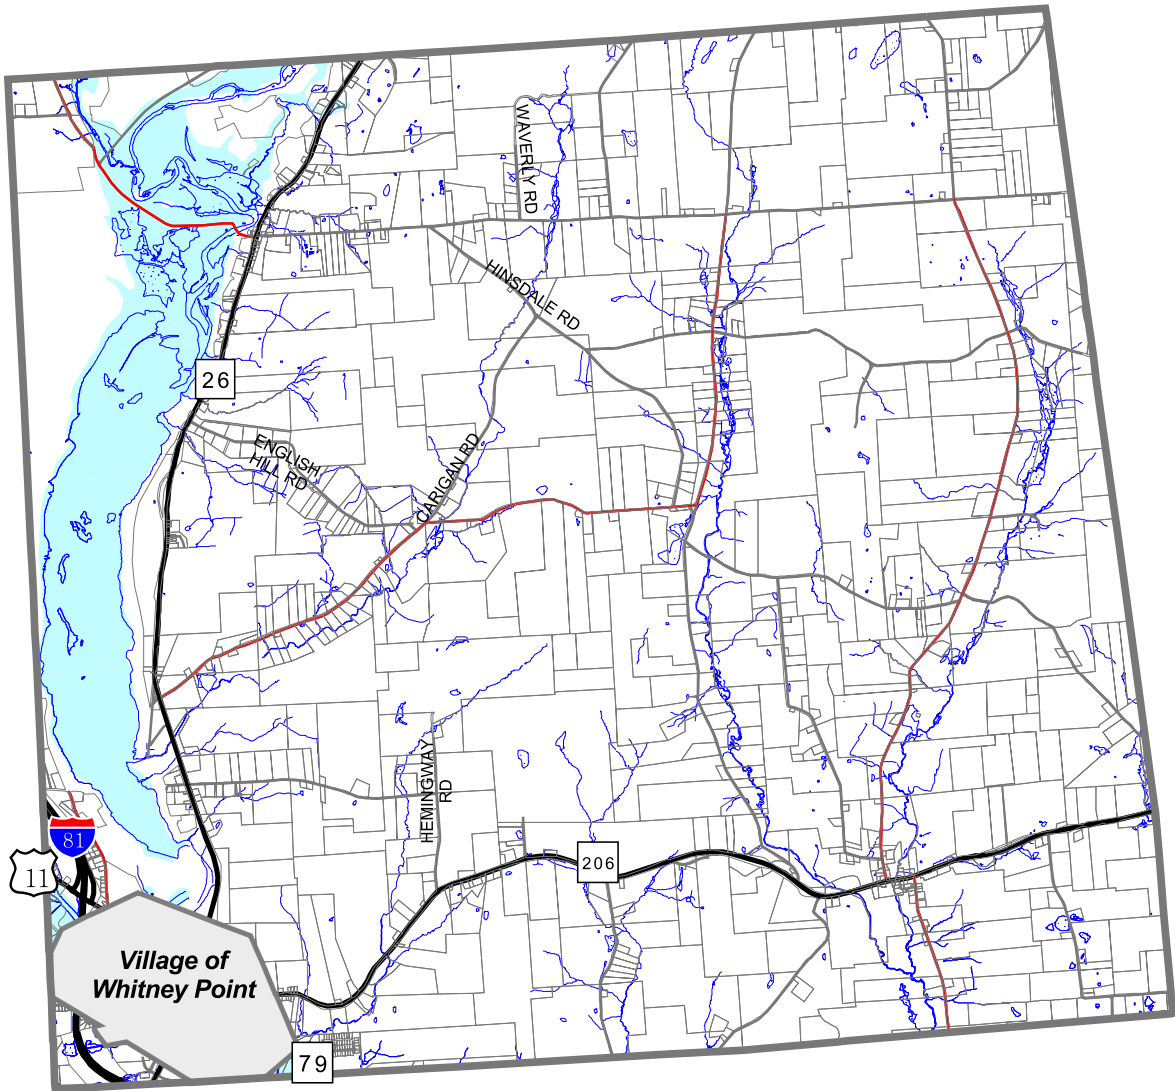 WAVERLY RD
HINSDALE RD
26
ENGLISH
HILL RD
CARIGAN RD
HEMINGWAY
RD
81
11
206
Village of
Whitney Point
79